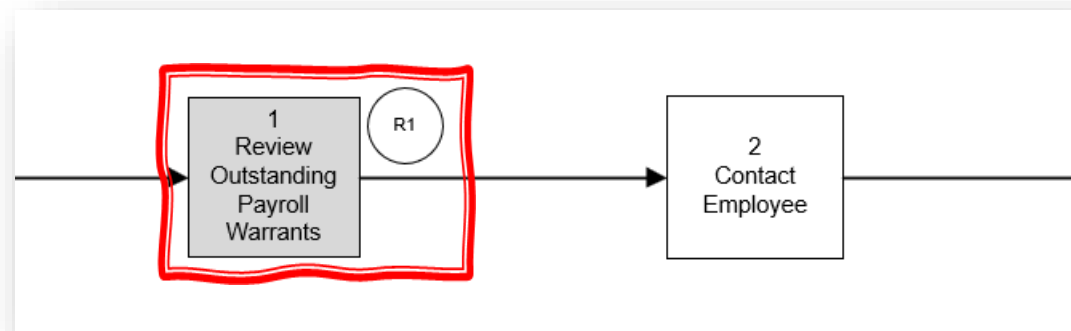 1
Review
Outstanding
Payroll
Warrants
R1
2
Contact
Employee